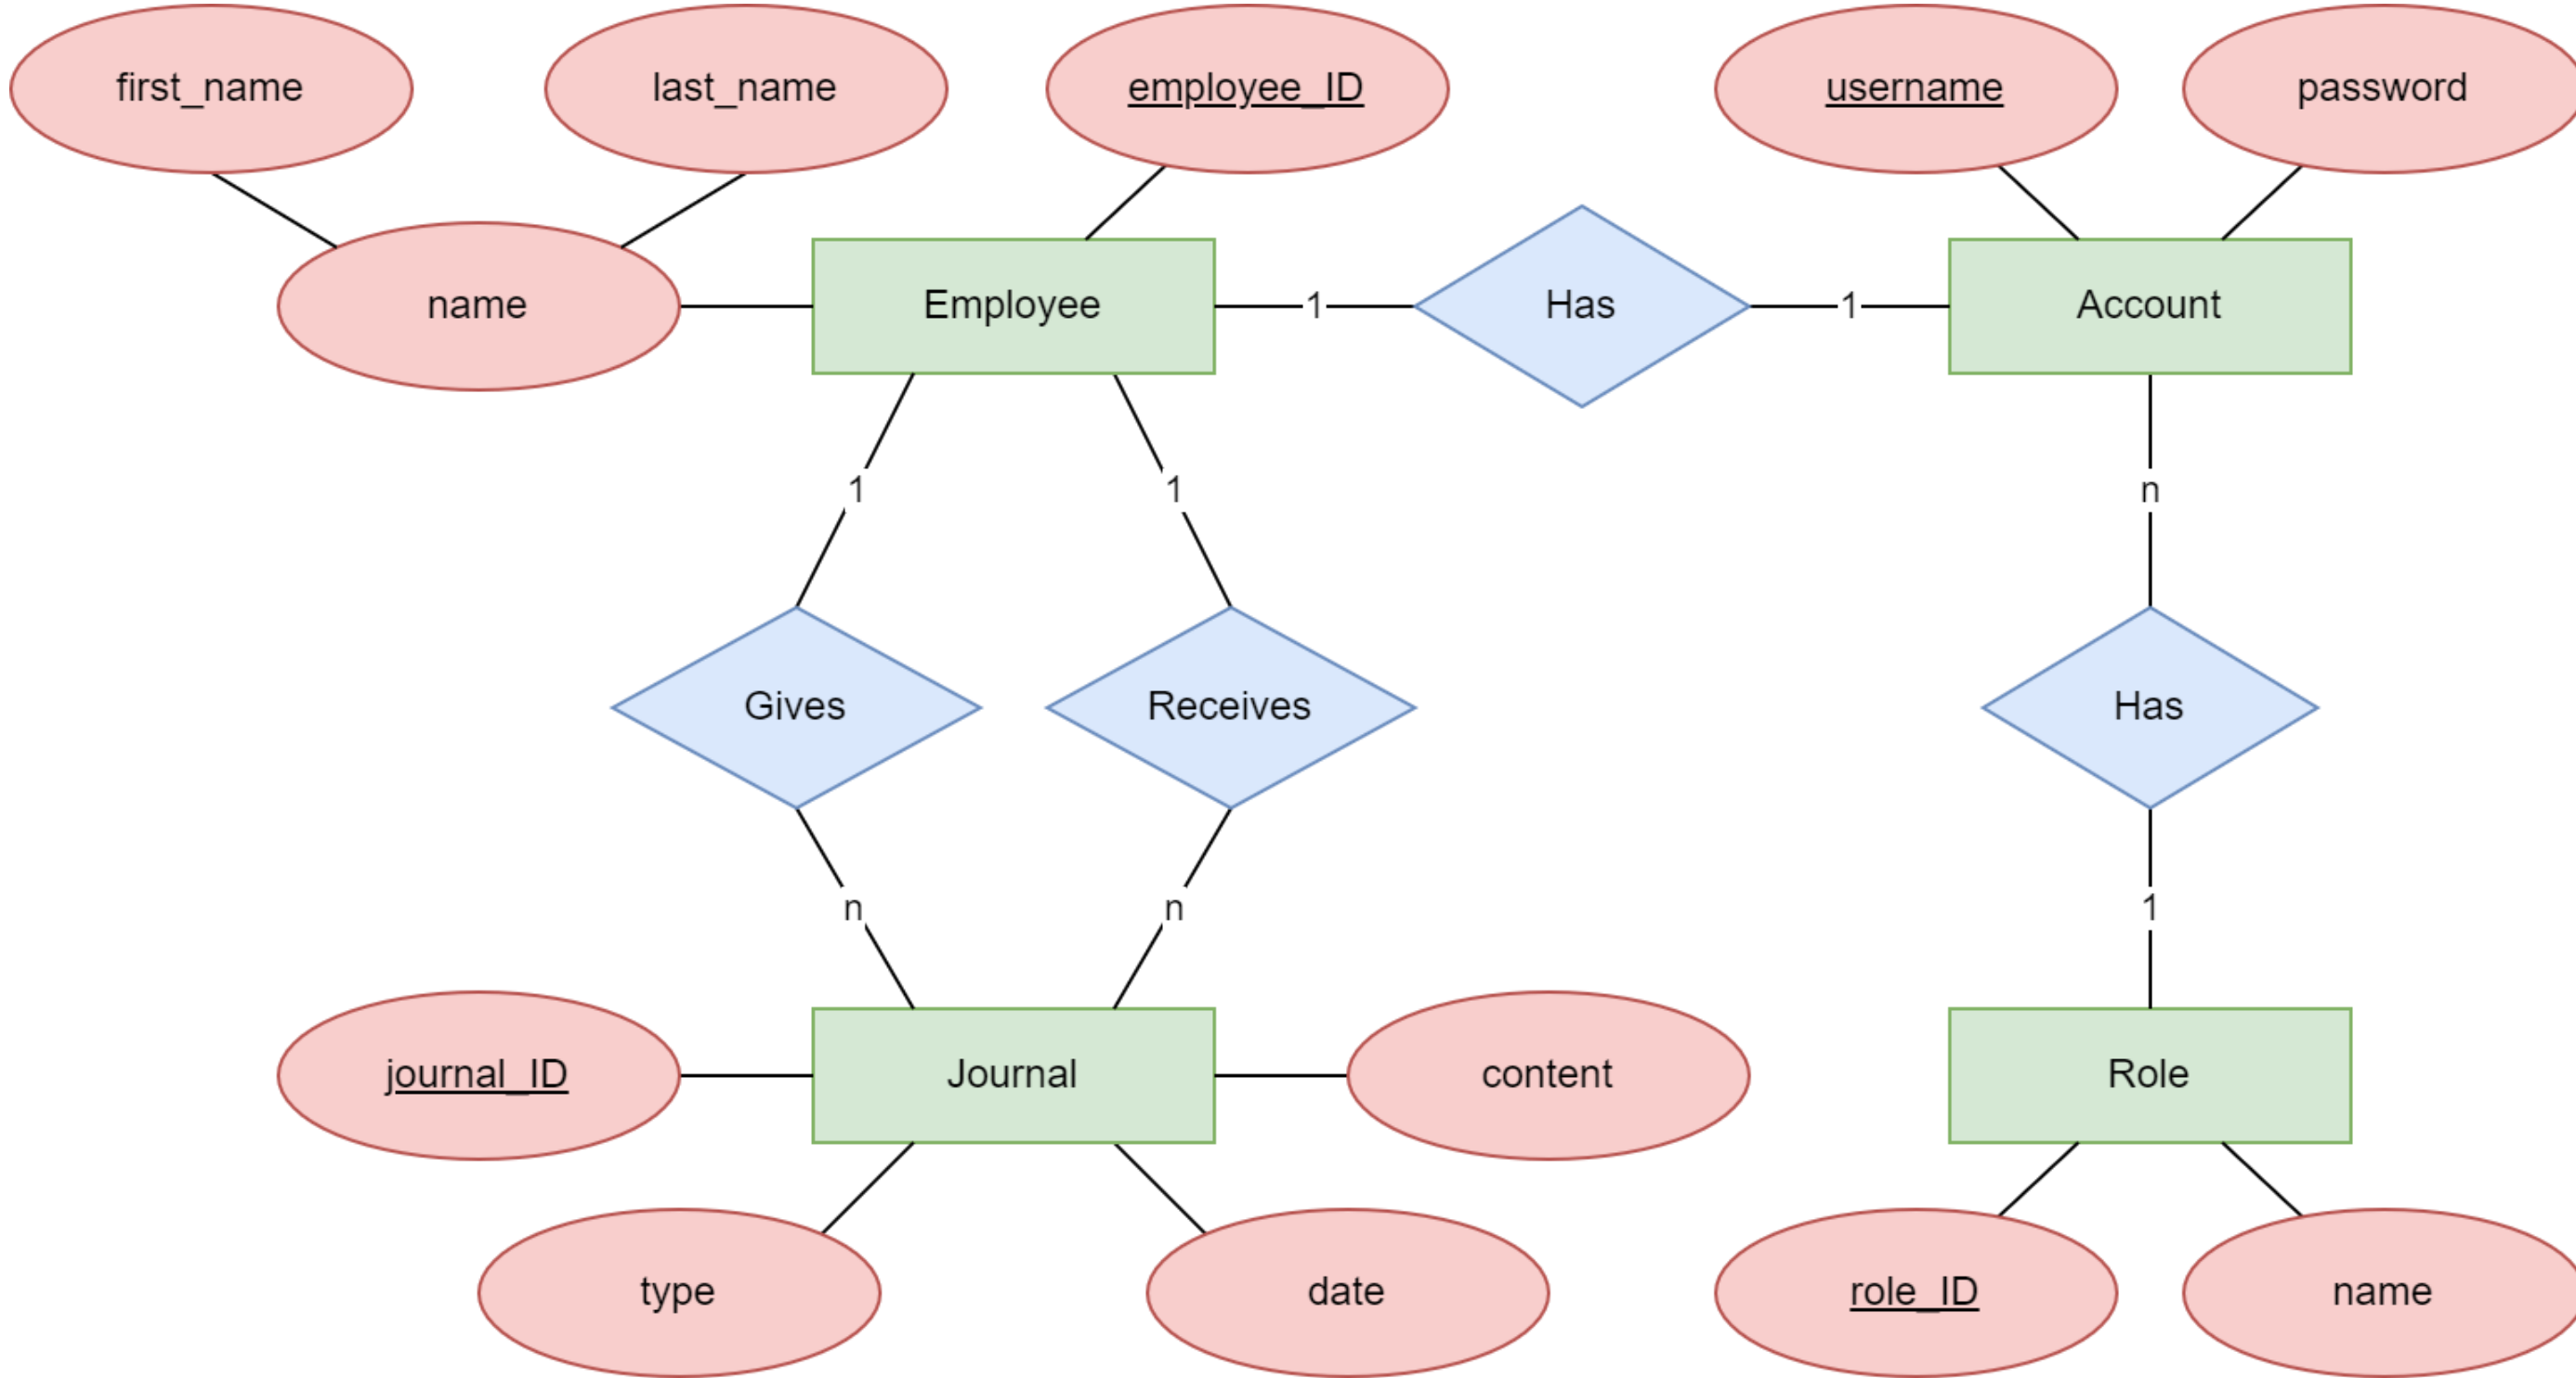 first_name
last_name
employee_ID
username
password
name
Employee
1
Has
1
Account
1
1
n
Gives
Receives
Has
n
n
1
journal_ID
Journal
content
Role
type
date
role_ID
name